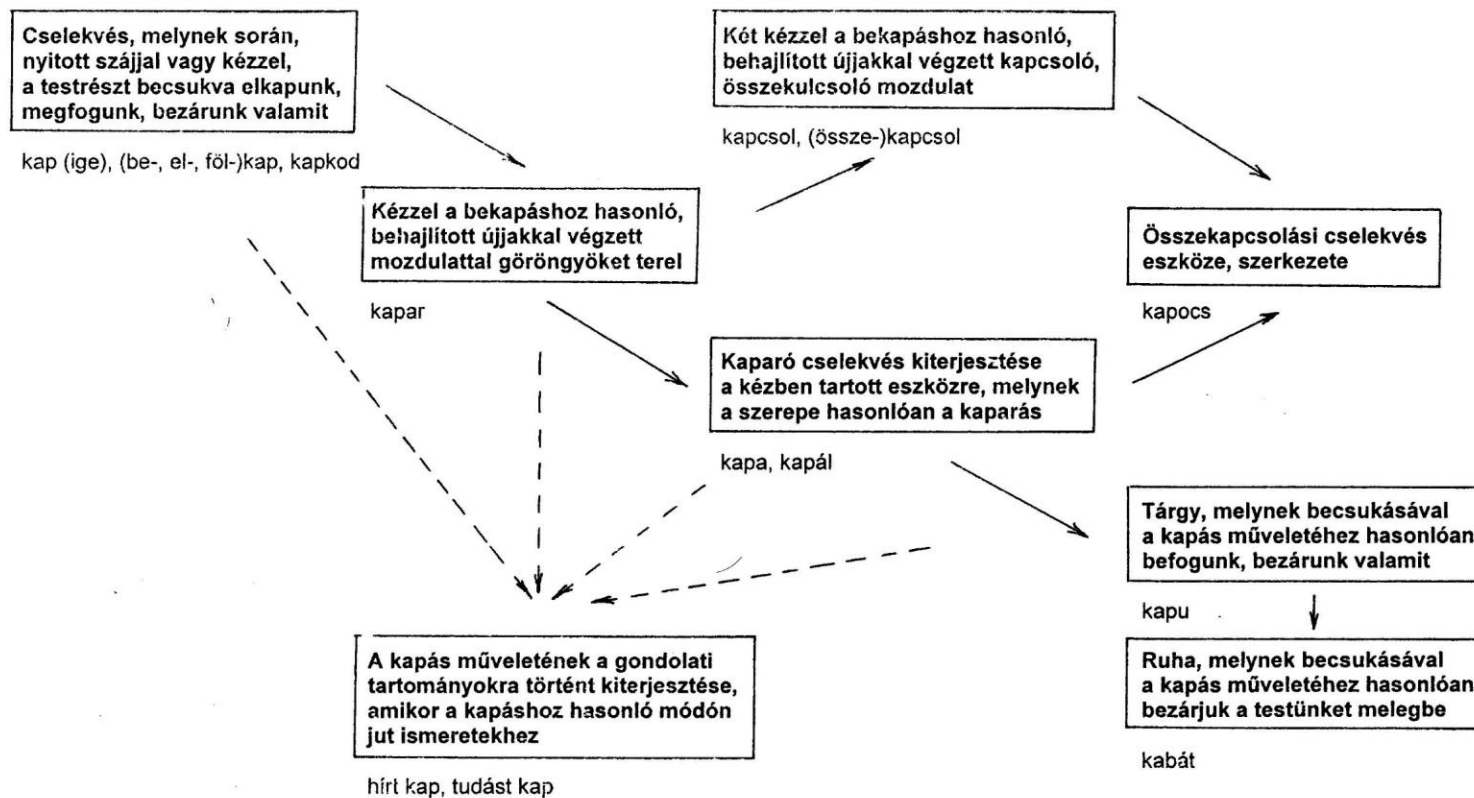 Cselekvés, melynek során,
nyitott szájjal vagy kézzel,
a testrészt becsukva elkapunk,
megfogunk, bezárunk valamit
kap (ige), (be-, el-, föl-)kap, kapkod
Két kézzel a bekapáshoz hasonló,
behajlított újjakkal végzett kapcsoló,
összekulcsoló mozdulat
kapcsol, (össze-)kapcsol
Kézzel a bekapáshoz hasonló,
behajlított újjakkal végzett
mozdulattal göröngyöket terel
kapar
Összekapcsolási cselekvés
eszköze, szerkezete
kapocs
Kaparó cselekvés kiterjesztése
a kézben tartott eszközre, melynek
a szerepe hasonlóan a kaparás
kapa, kapál
Tárgy, melynek becsukásával
a kapás műveletéhez hasonlóan
befogunk, bezárunk valamit
kapu
A kapás műveletének a gondolati
tartományokra történt kiterjesztése,
amikor a kapáshoz hasonló módón
jut ismeretekhez
hírt kap, tudást kap
Ruha, melynek becsukásával
a kapás műveletéhez hasonlóan
bezárjuk a testünket melegbe
kabát